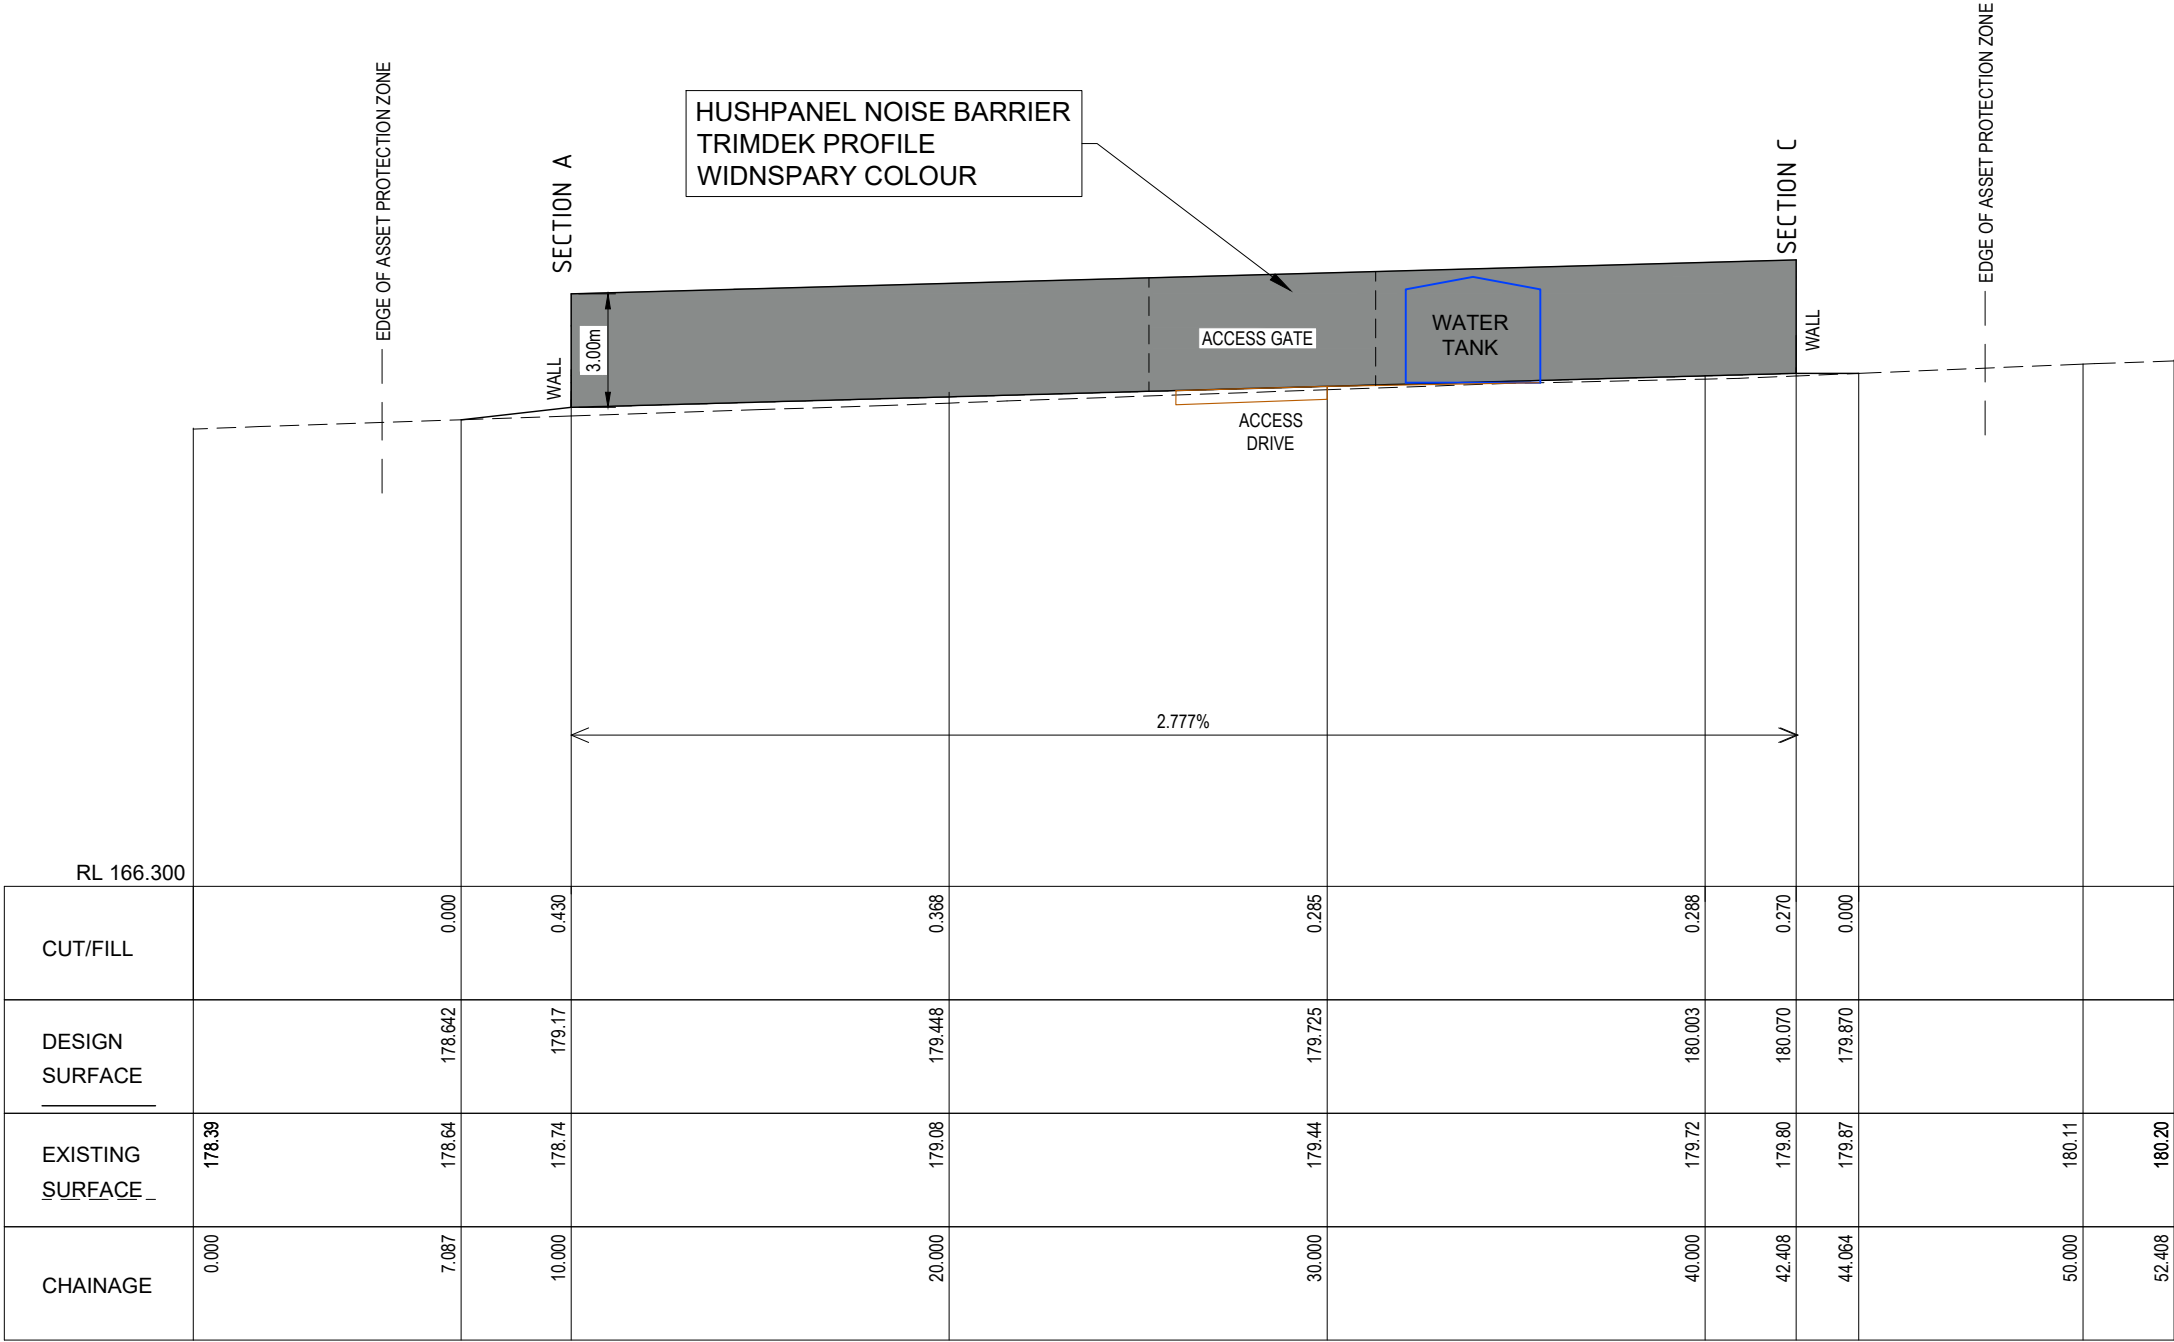 EDGE OF ASSET PROTECTION ZONE
SECTION A
HUSHPANEL NOISE BARRIER
TRIMDEK PROFILE
WIDNSPARY COLOUR
SECTION C
EDGE OF ASSET PROTECTION ZONE
WALL
3.00m
ACCESS GATE
WATER
TANK
WALL
ACCESS
DRIVE
2.777%
RL 166.300
CUT/FILL
0.000
0.430
0.368
0.285
0.288
0.270
0.000
DESIGN
SURFACE
178.642
179.17
179.448
179.725
180.003
180.070
179.870
EXISTING
SURFACE
178.39
178.64
178.74
179.08
179.44
179.72
179.80
179.87
180.11
180.20
CHAINAGE
0.000
7.087
10.000
20.000
30.000
40.000
42.408
44.064
50.000
52.408